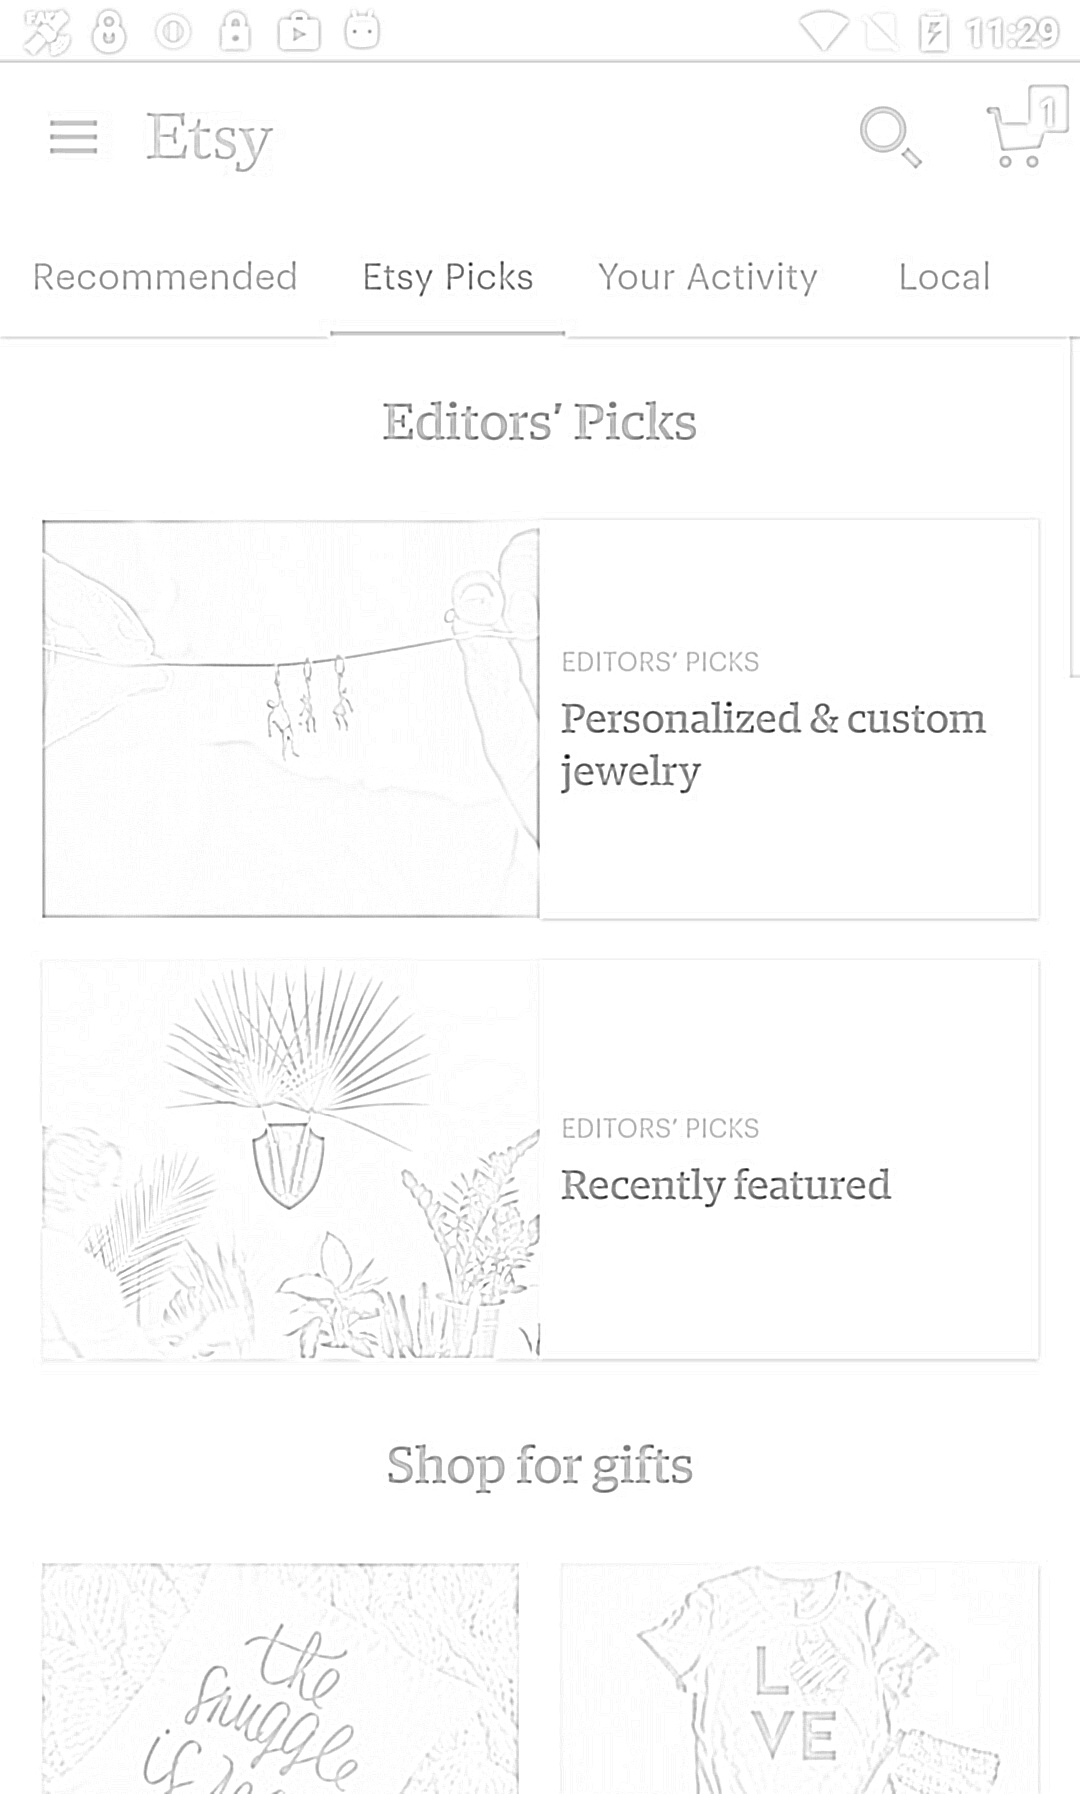 11:29
Etsy
1
Recommended Etsy Picks Your Activity Local
Editors’ Picks
EDITORS’ PICKS
Personalized & custom
jewelry
EDITORS’ PICKS
Recently featured
Shop for gifts
the
snuggle
is
L
VE